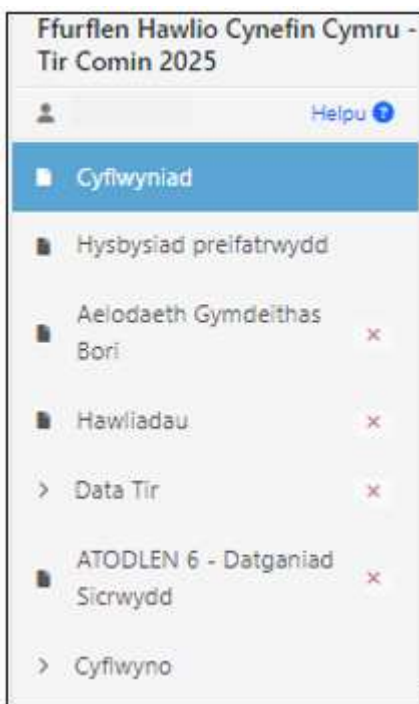 Ffurflen Hawlio Cynefin Cymru -
Tir Comin 2025
Helpu ?
Cyflwyniad
Hysbysiad preifatrwydd
Aelodaeth Gymdeithas
Bori
Hawliadau
Data Tir
ATODLEN 6 - Datganiad
Sicrwydd
Cyflwyno